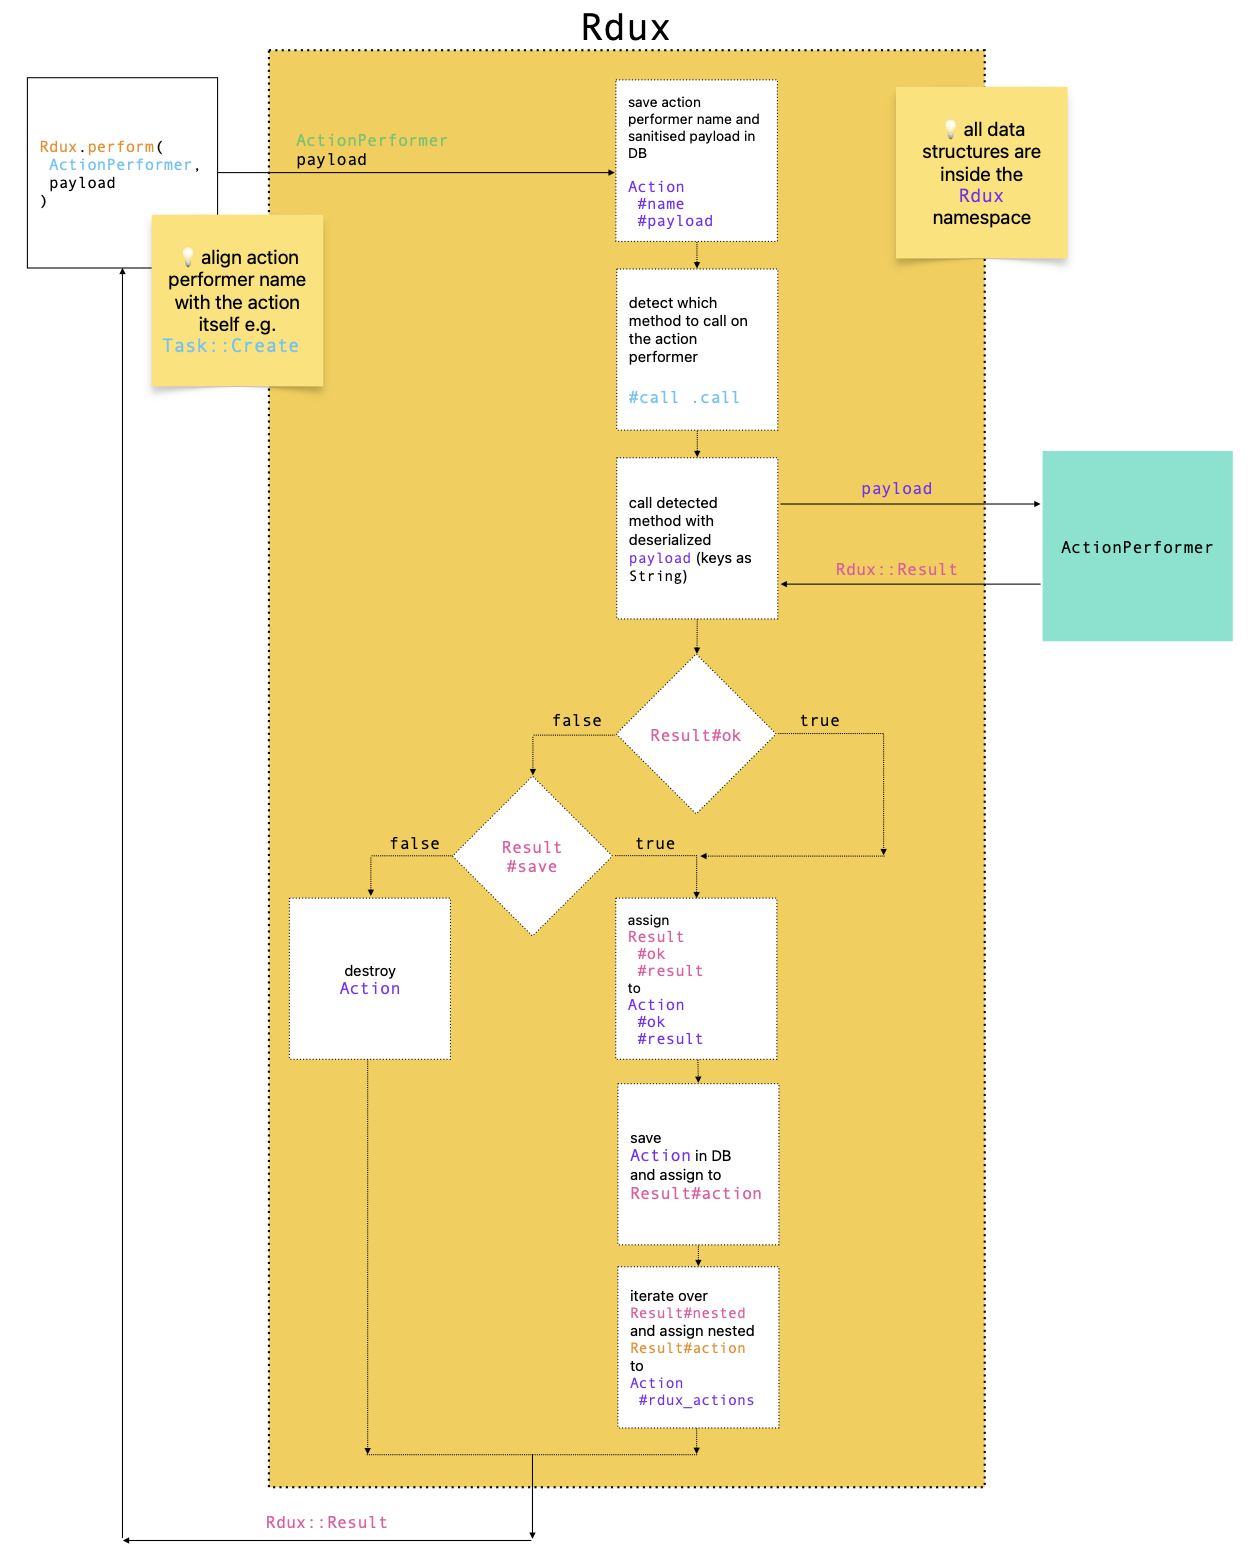 Rdux
Rdux.perform(
ActionPerformer,
payload
)
💡 align action
performer name
with the action
itself e.g.
Task::Create
ActionPerformer
payload
save action
performer name and
sanitised payload in
DB
Action
#name
#payload
💡 all data
structures are
inside the
Rdux
namespace
detect which
method to call on
the action
performer
#call .call
call detected
method with
deserialized
payload (keys as
String)
payload
Rdux::Result
ActionPerformer
Result#ok
false
true
Result
#save
false
true
destroy
Action
assign
Result
#ok
#result
to
Action
#ok
#result
save
Action in DB
and assign to
Result#action
iterate over
Result#nested
and assign nested
Result#action
to
Action
#rdux_actions
Rdux::Result